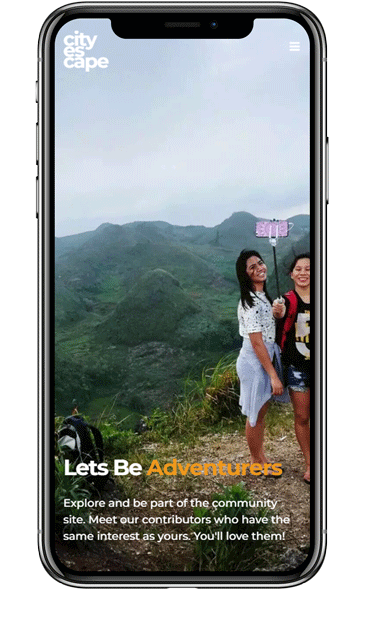 city
es
cape
Lets Be Adventurers
Explore and be part of the community
site. Meet our contributors who have the
same interest as yours. You'll love them!